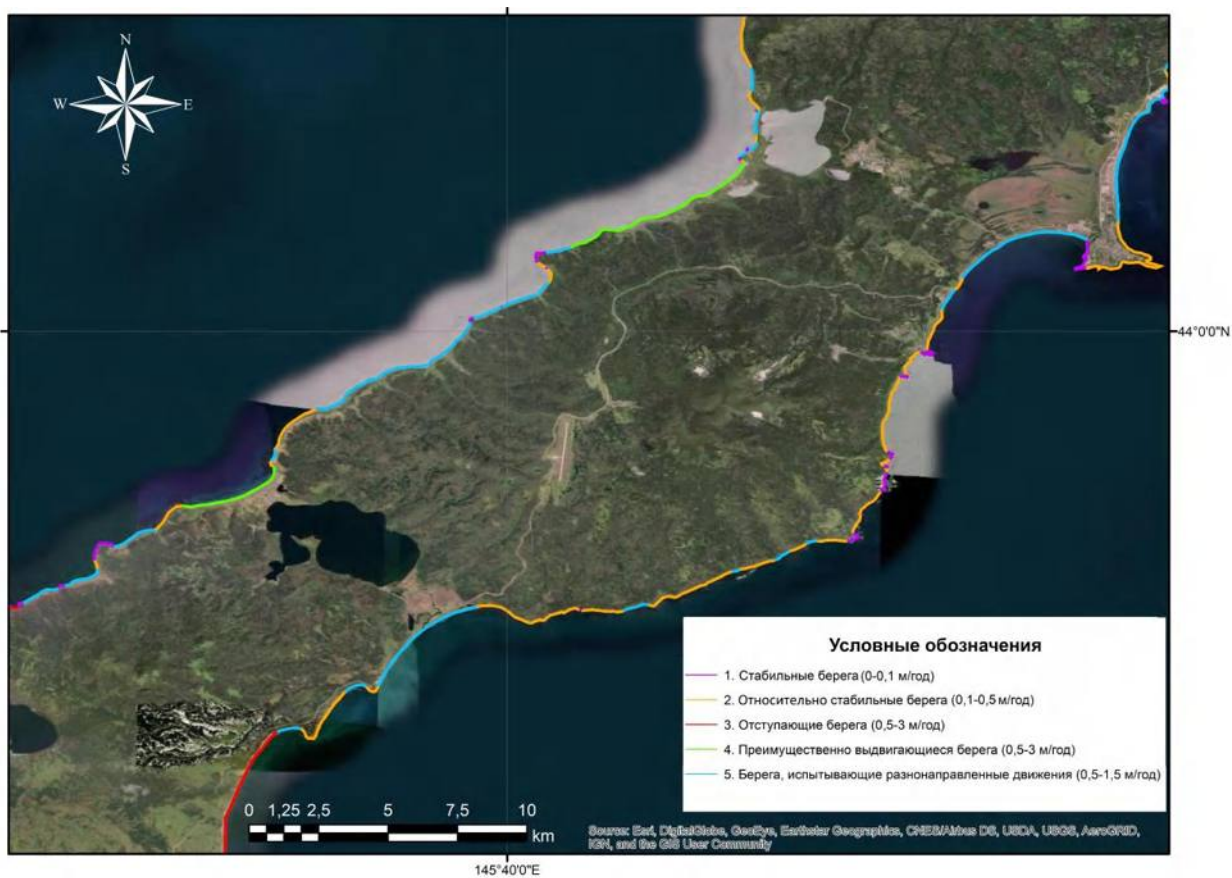 N
W
E
S
44°0'0"N
Условные обозначения
1. Стабильные берега (0-0,1 м/год)
2. Относительно стабильные берега (0,1-0,5 м/год)
3. Отступающие берега (0,5-3 м/год)
4. Преимущественно выдвигающиеся берега (0,5-3 м/год)
5. Берега, испытывающие разнонаправленные движения (0,5-1,5 м/год)
0 1,25 2,5 5 7,5 10
km
Source: Esri, DigitalGlobe, GeoEye, Earthstar Geographics, CNES/Airbus DS, USDA, USGS, AeroGRID,
IGN, and the GIS User Community
145°40'0"E